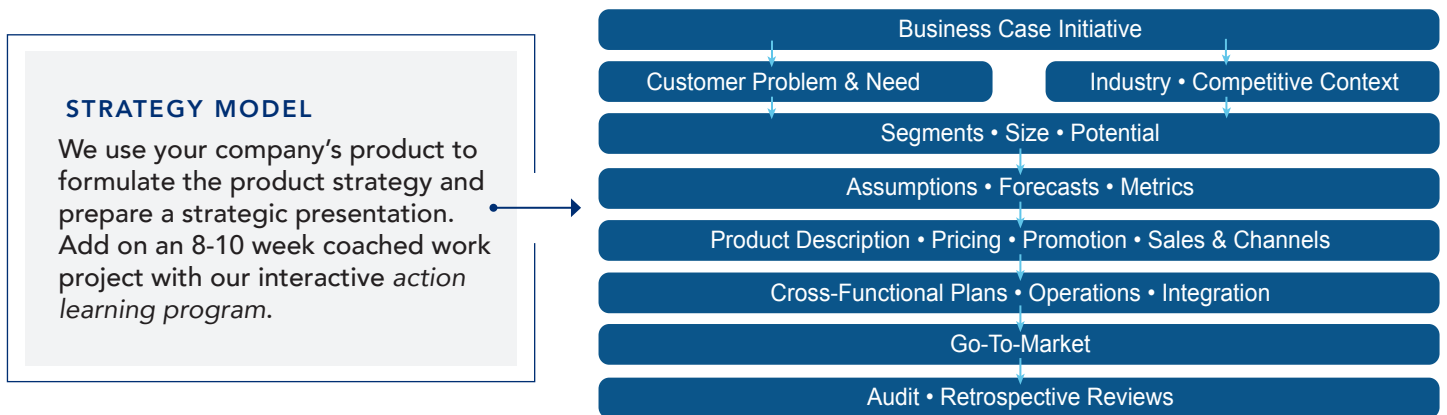 STRATEGY MODEL
We use your company's product to
formulate the product strategy and
prepare a strategic presentation.
Add on an 8-10 week coached work
project with our interactive action
learning program.
Business Case Initiative
Customer Problem & Need
Industry • Competitive Context
Segments • Size • Potential
Assumptions • Forecasts • Metrics
Product Description • Pricing • Promotion • Sales & Channels
Cross-Functional Plans • Operations • Integration
Go-To-Market
Audit • Retrospective Reviews